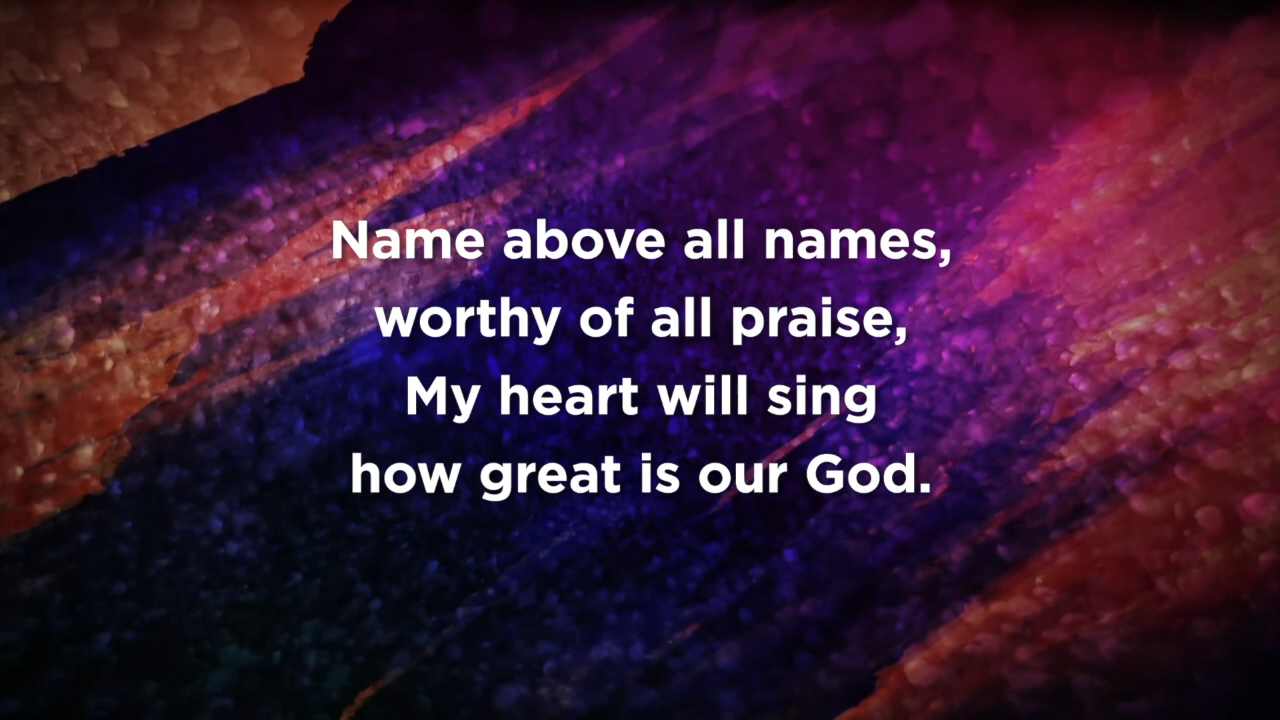 Name above all names,
worthy of all praise,
My heart will sing
how great is our God.